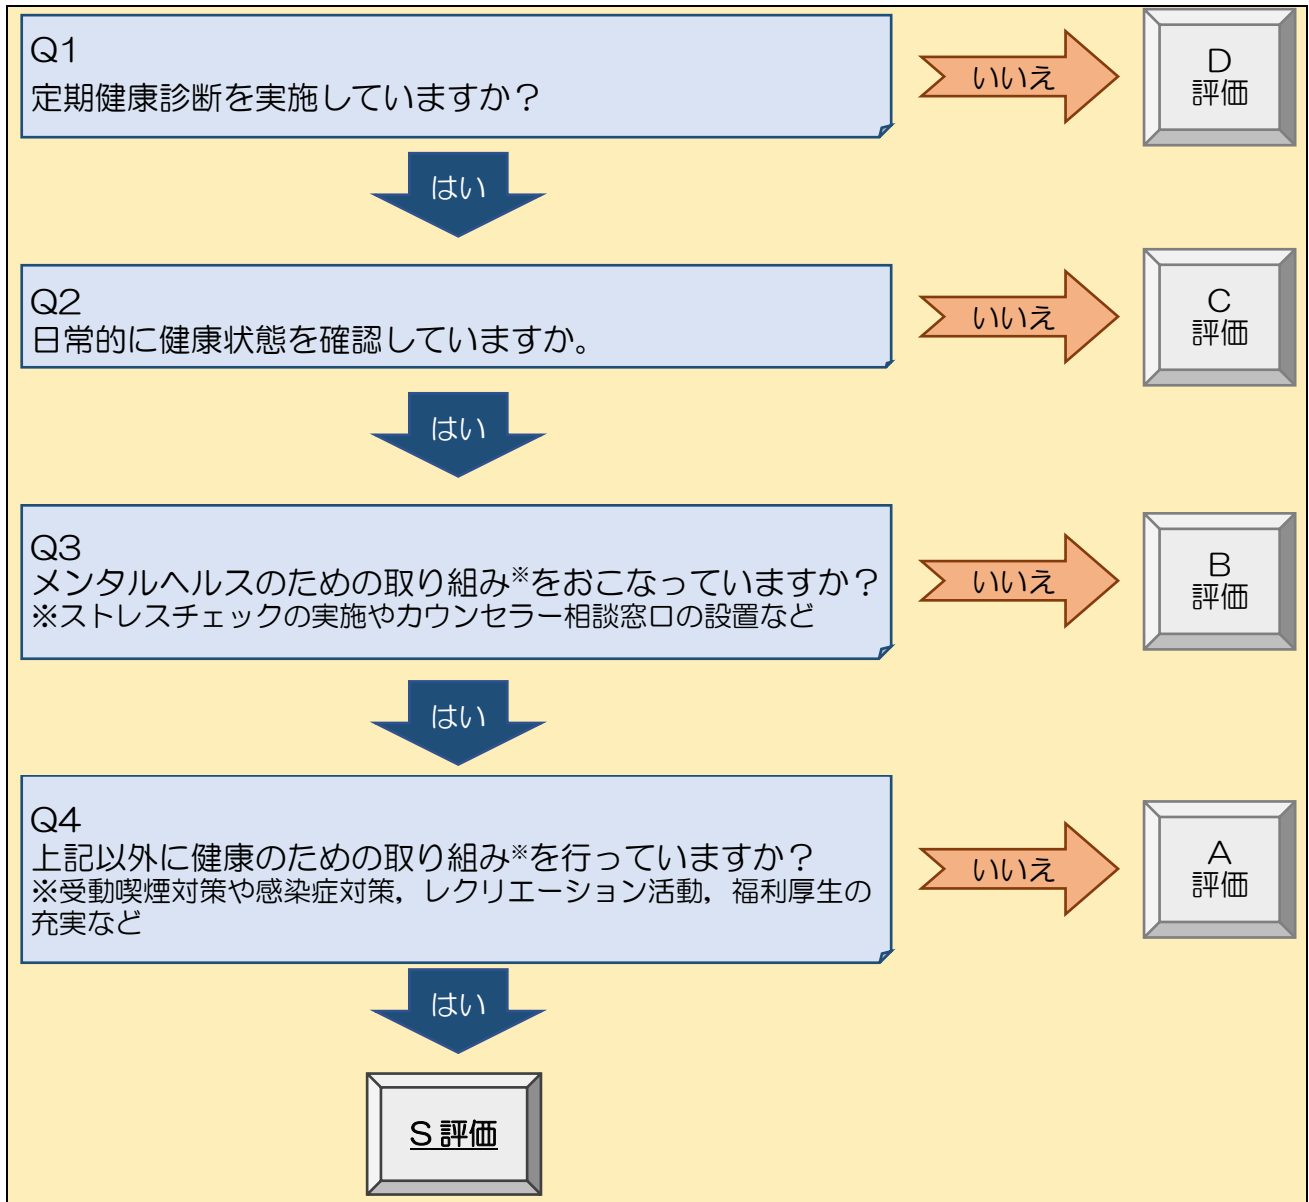 Q1
定期健康診断を実施していますか？
いいえ
D
評価
はい
Q2
日常的に健康状態を確認していますか。
いいえ
C
評価
はい
Q3
メンタルヘルスのための取り組み※をおこなっていますか？
※ストレスチェックの実施やカウンセラー相談窓口の設置など
いいえ
B
評価
はい
Q4
上記以外に健康のための取り組み※を行っていますか？
※受動喫煙対策や感染症対策，レクリエーション活動，福利厚生の
充実など
いいえ
A
評価
はい
S評価